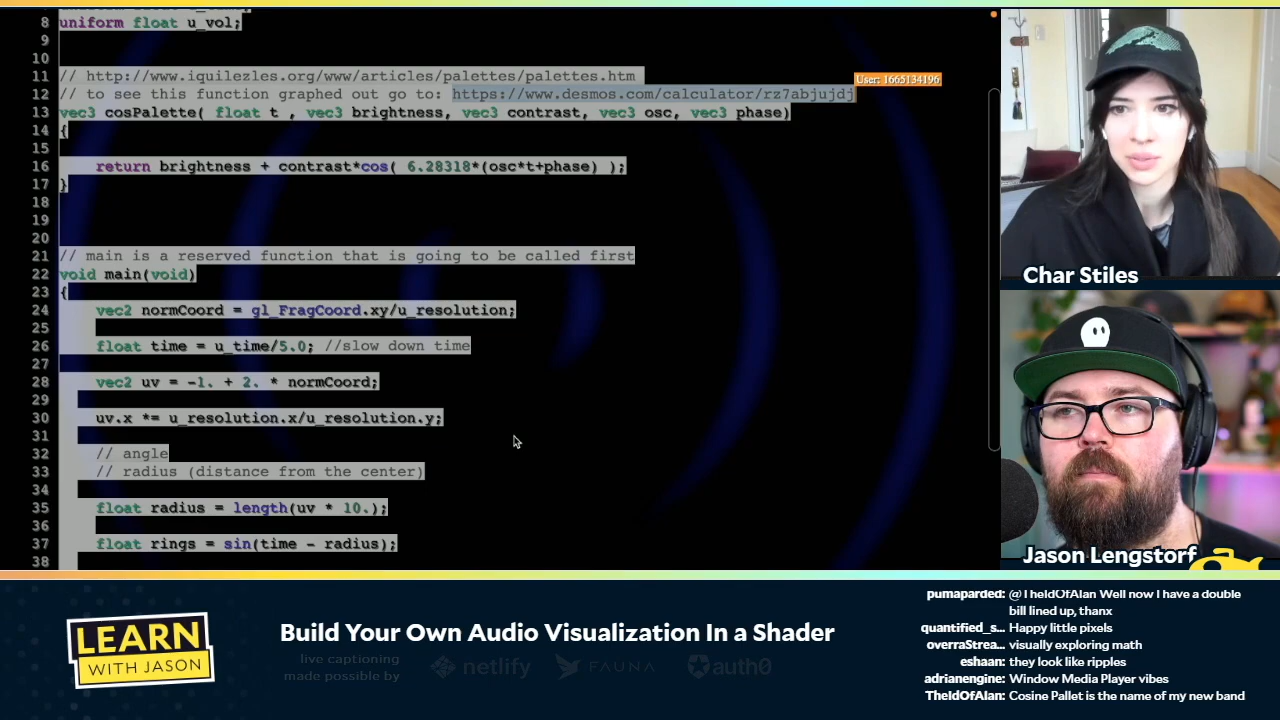 8 uniform float u_vol;
9
10
11 // http://www.iquilezles.org/www/articles/palettes/palettes.htm
User: 1665134196
12 // to see this function graphed out go to: https://www.desmos.com/calculator/rz7abjujdj
13 vec3 cosPalette( float t , vec3 brightness, vec3 contrast, vec3 osc, vec3 phase)
14 {
15
16 return brightness + contrast*cos( 6.28318*(osc*t+phase) );
17 }
18
19
20
21 // main is a reserved function that is going to be called first
22 void main(void)
23 {
24 vec2 normCoord = gl_FragCoord.xy/u_resolution;
25
26 float time = u_time/5.0; //slow down time
27
28 vec2 uv = -1. + 2. * normCoord;
29
30 uv.x *= u_resolution.x/u_resolution.y;
31
32 // angle
33 // radius (distance from the center)
34
35 float radius = length(uv * 10.);
36
37 float rings = sin(time - radius);
38
Char Stiles
Jason Lengstorf
LEARN
WITH JASON
Build Your Own Audio Visualization In a Shader
live captioning
made possible by
netlify
FAUNA
auth0
pumaparded: @TheIdOfAlan Well now I have a double
bill lined up, thanx
quantified_s... Happy little pixels
overraStrea... visually exploring math
eshaan: they look like ripples
adrianengine: Window Media Player vibes
TheIdOfAlan: Cosine Pallet is the name of my new band